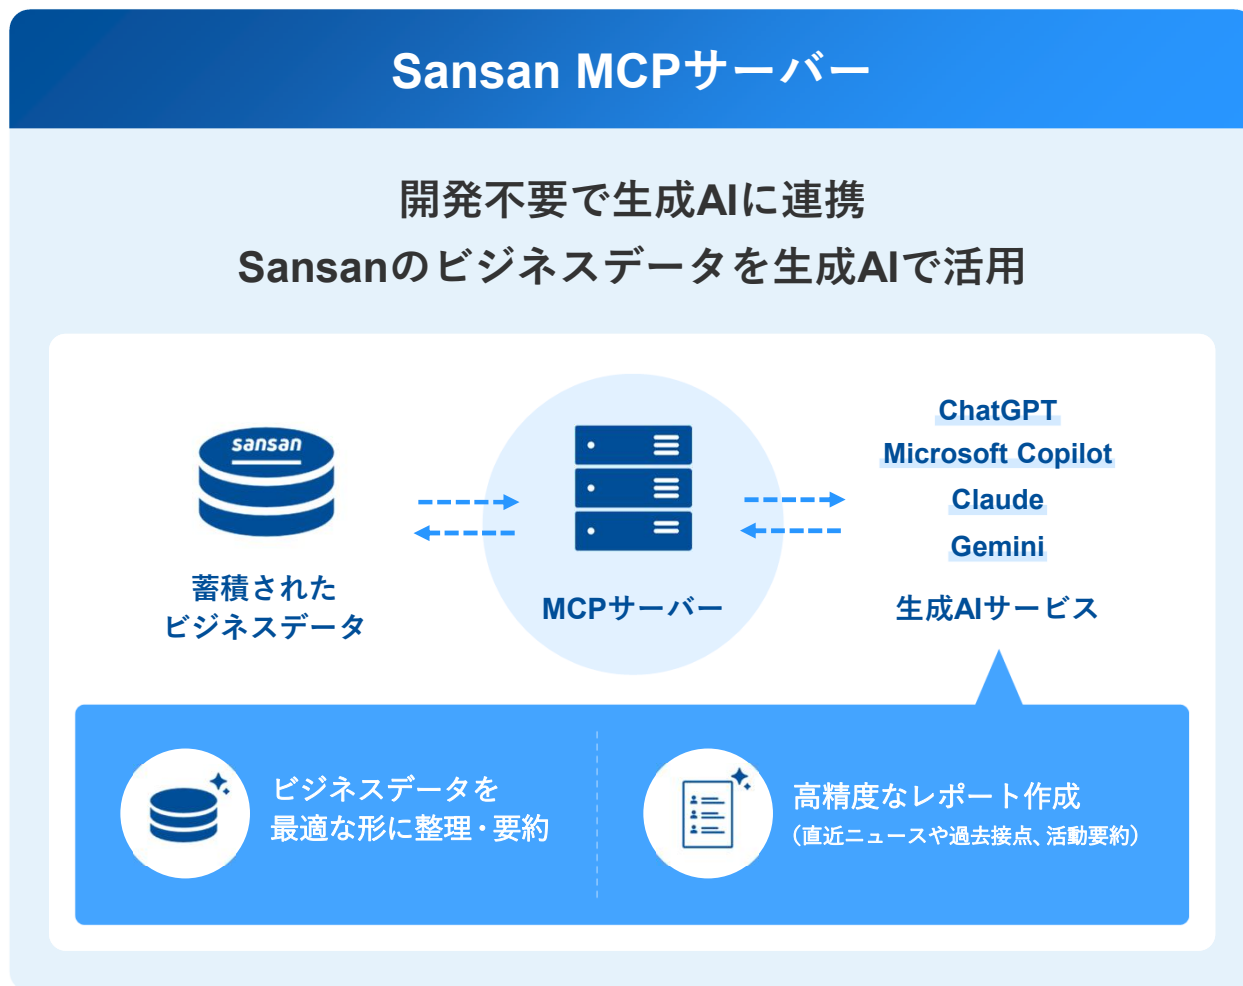 Sansan MCPサーバー
開発不要で生成AIに連携
Sansanのビジネスデータを生成AIで活用
sansan
蓄積された
ビジネスデータ
MCPサーバー
ChatGPT
Microsoft Copilot
Claude
Gemini
生成AIサービス
ビジネスデータを
最適な形に整理・要約
高精度なレポート作成
（直近ニュースや過去接点、活動要約）